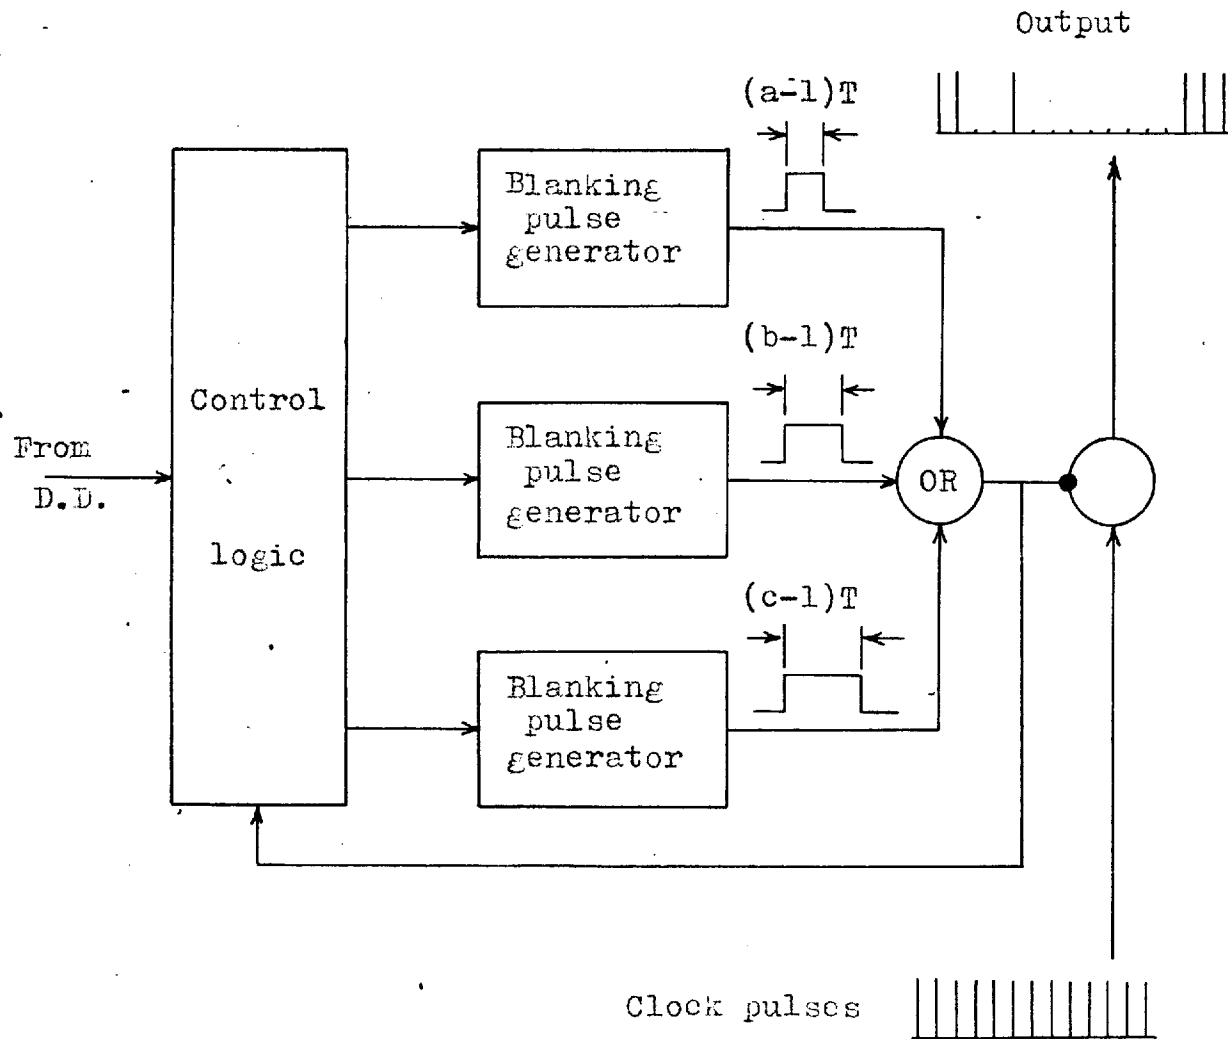 Output
(a-1)T
Blanking
pulse
generator
(b-1)T
Control
logic
From
D.D.
Blanking
pulse
generator
OR
(c-1)T
Blanking
pulse
generator
Clock pulses